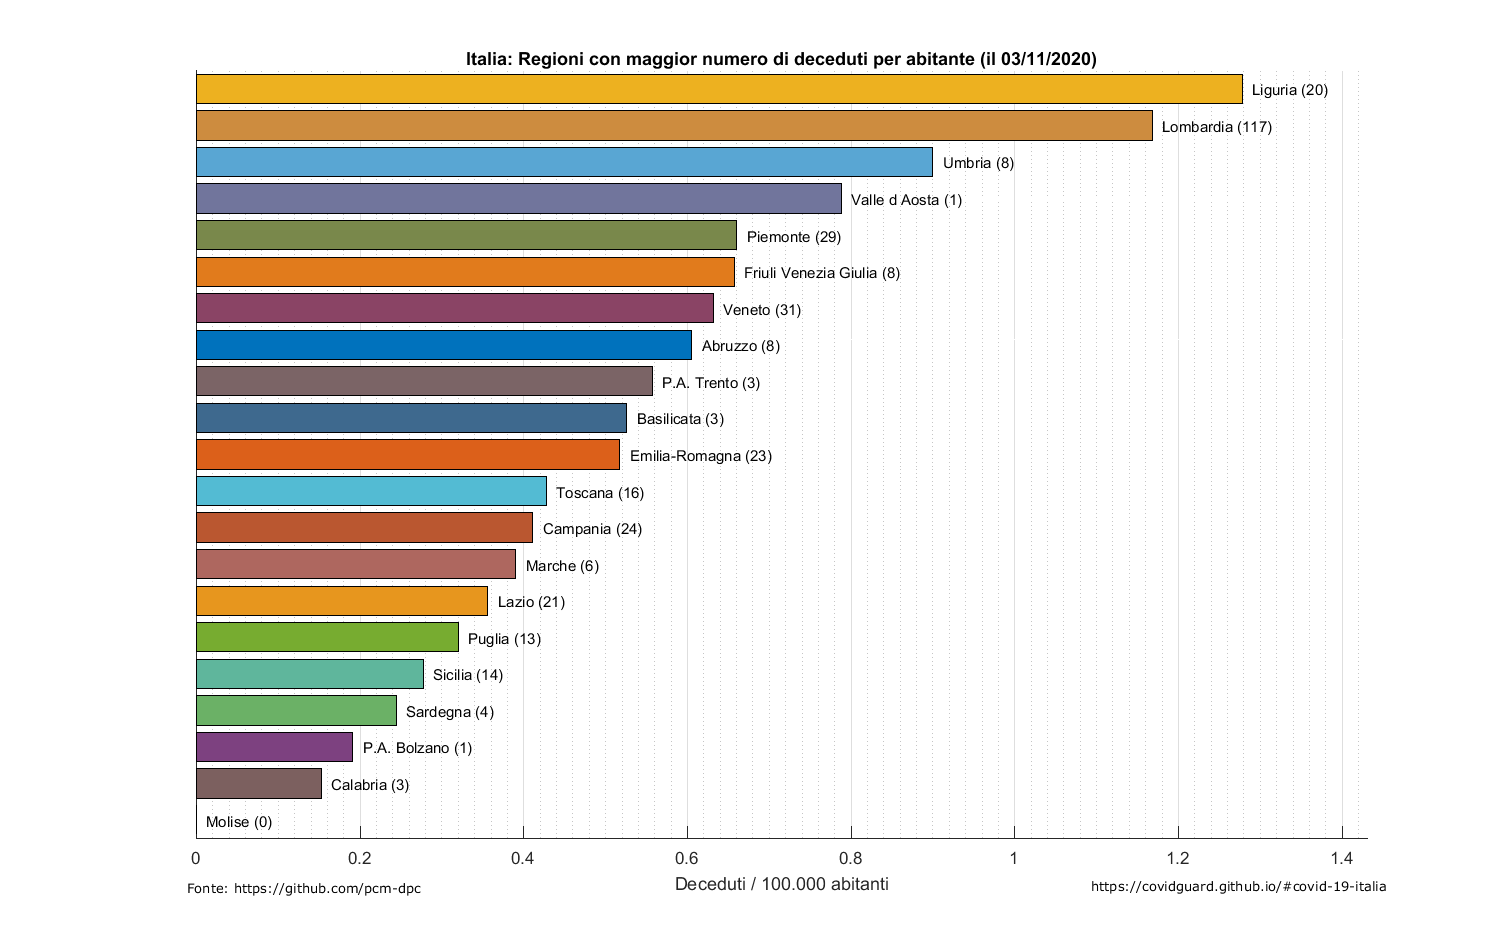 Italia: Regioni con maggior numero di deceduti per abitante (il 03/11/2020)
Liguria (20)
Lombardia (117)
Umbria (8)
Valle d Aosta (1)
Piemonte (29)
Friuli Venezia Giulia (8)
Veneto (31)
Abruzzo (8)
P.A. Trento (3)
Basilicata (3)
Emilia-Romagna (23)
Toscana (16)
Campania (24)
Marche (6)
Lazio (21)
Puglia (13)
Sicilia (14)
Sardegna (4)
P.A. Bolzano (1)
Calabria (3)
Molise (0)
0 0.2 0.4 0.6 0.8 1 1.2 1.4
Deceduti / 100.000 abitanti
Fonte: https://github.com/pcm-dpc
https://covidguard.github.io/#covid-19-italia